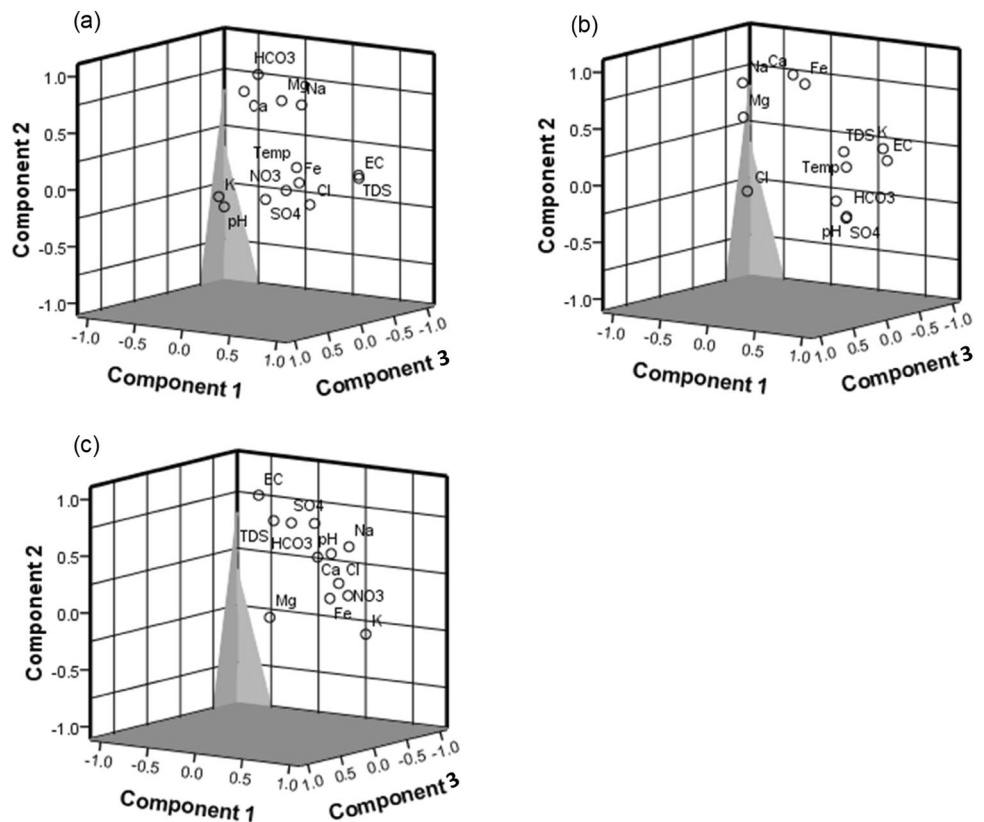 (a)
HCO3
Mg Na
Ca
Temp
Fe
EC
NO3
Cl
TDS
K
SO4
pH
1.0
0.5
0.0
-0.5
-1.0
Component 2
-1.0 -0.5 0.0 0.5 1.0
Component 1
1.0 0.5 0.0 -0.5 -1.0
Component 3
(b)
Na Ca Fe
Mg
TDS K
EC
Temp
Cl
HCO3
pH SO4
1.0
0.5
0.0
-0.5
-1.0
Component 2
-1.0 -0.5 0.0 0.5 1.0
Component 1
1.0 0.5 0.0 -0.5 -1.0
Component 3
(c)
EC
SO4
Na
TDS HCO3 pH
Ca Cl
Mg
NO3
Fe
K
1.0
0.5
0.0
-0.5
-1.0
Component 2
-1.0 -0.5 0.0 0.5 1.0
Component 1
1.0 0.5 0.0 -0.5 -1.0
Component 3